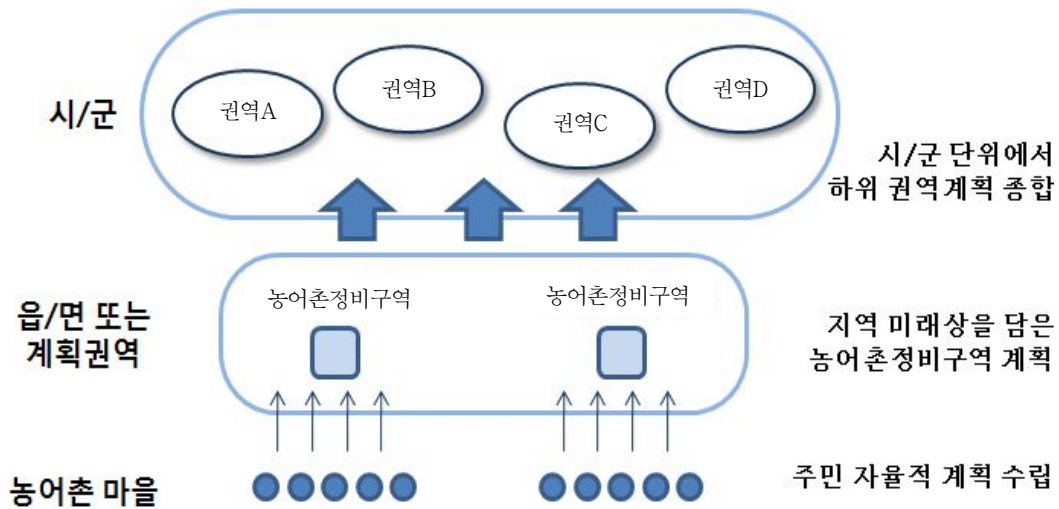 권역A
권역B
권역C
권역D
시/군
시/군 단위에서
하위 권역계획 종합
농어촌정비구역
농어촌정비구역
읍/면 또는
계획권역
지역 미래상을 담은
농어촌정비구역 계획
농어촌 마을
주민 자율적 계획 수립